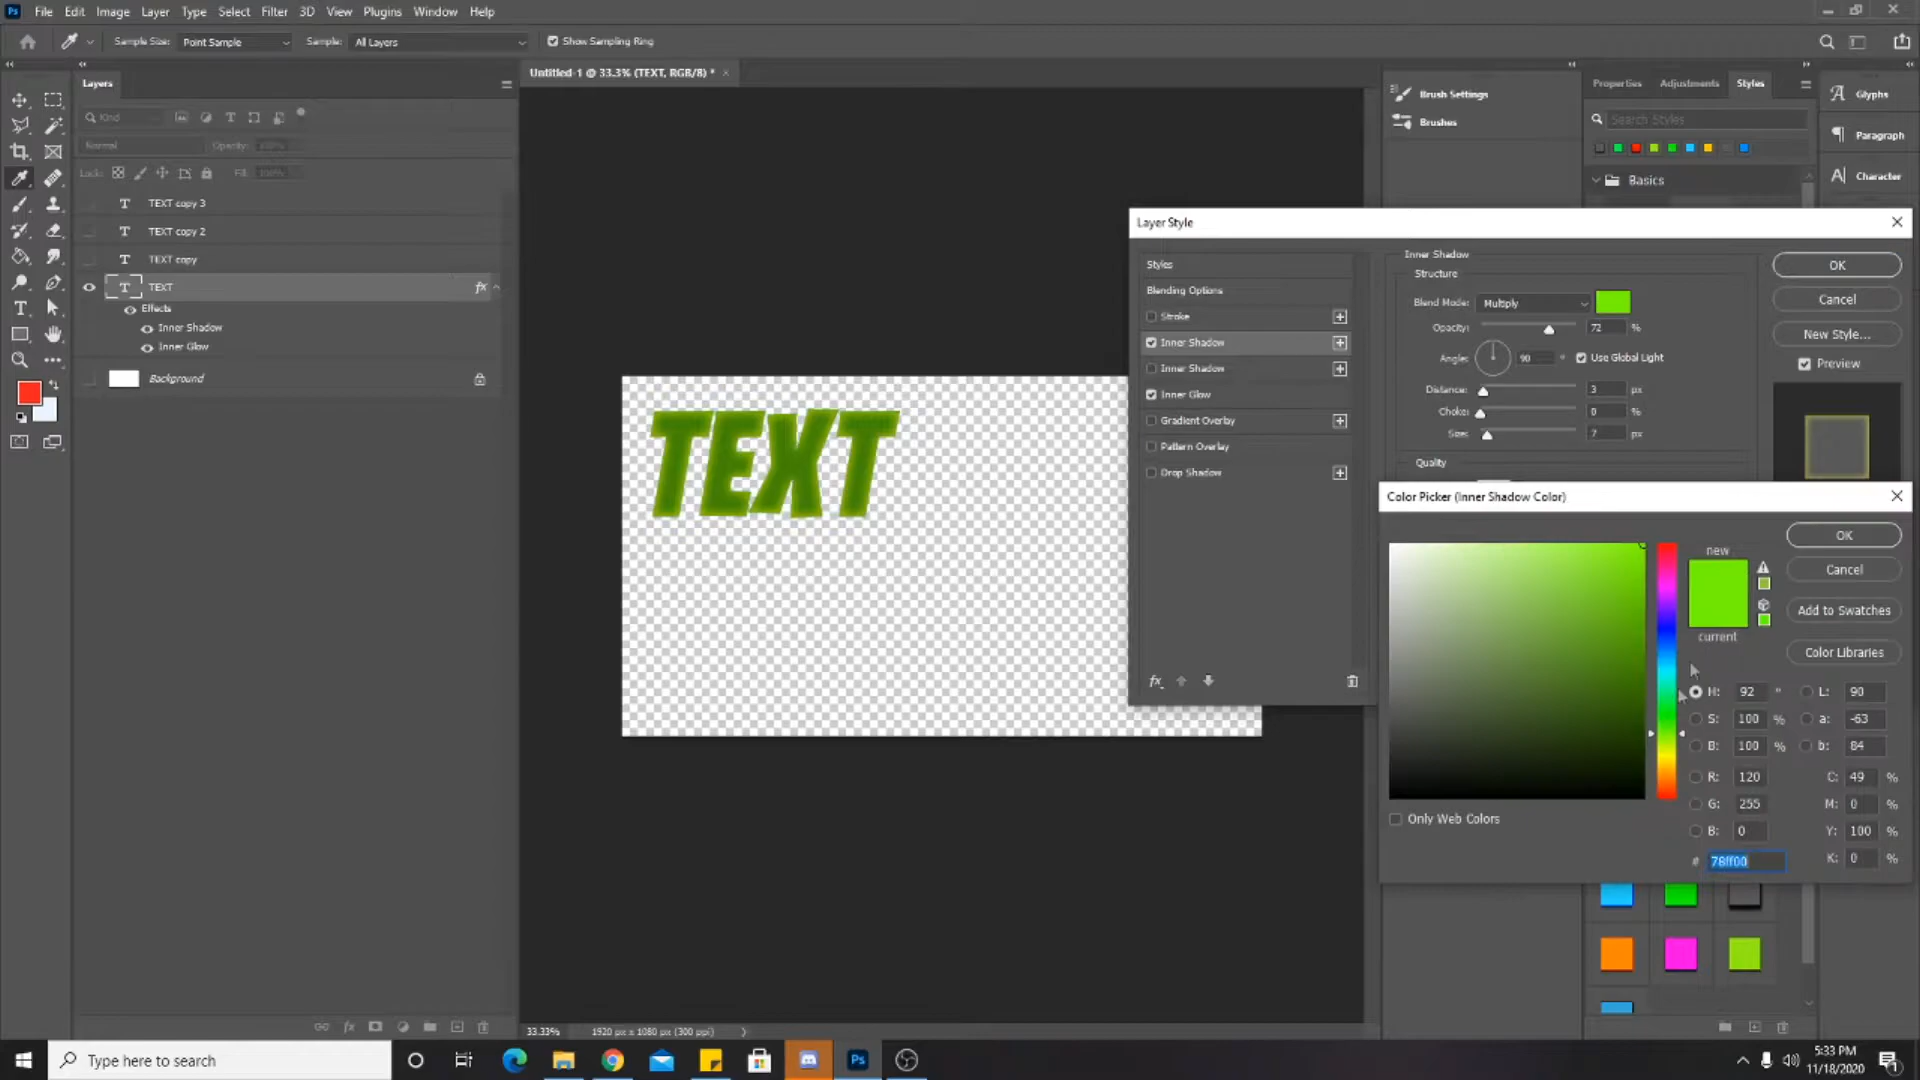 Ps File Edit Image Layer Type Select Filter 3D View Plugins Window Help
Sample Size: Point Sample Sample: All Layers Show Sampling Ring
Layers
Untitled-1 @ 33.3% (TEXT, RGB/8) * ×
Brush Settings
Brushes
Properties Adjustments Styles
Search Styles
Basics
Glyphs
Paragraph
Character
Kind
Normal Opacity: 100%
Lock: Fill: 100%
TEXT copy 3
TEXT copy 2
TEXT copy
TEXT fx
Effects
Inner Shadow
Inner Glow
Background
TEXT
Layer Style
Styles
Blending Options
Stroke
Inner Shadow
Inner Shadow
Inner Glow
Gradient Overlay
Pattern Overlay
Drop Shadow
fx
Inner Shadow
Structure
Blend Mode: Multiply
Opacity: 72 %
Angle: 90 ° Use Global Light
Distance: 3 px
Choke: 0 %
Size: 7 px
Quality
OK
Cancel
New Style...
Preview
Color Picker (Inner Shadow Color)
new
current
OK
Cancel
Add to Swatches
Color Libraries
H: 92 ° L: 90
S: 100 % a: -63
B: 100 % b: 84
R: 120 C: 49 %
G: 255 M: 0 %
B: 0 Y: 100 %
# 78ff00 K: 0 %
Only Web Colors
33.33% 1920 px x 1080 px (300 ppi)
Type here to search
Ps
5:33 PM
11/18/2020
1